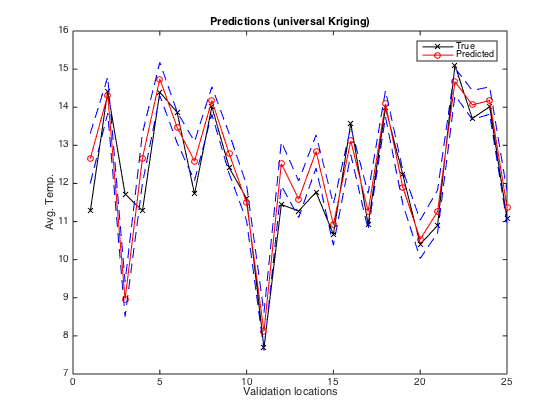 Predictions (universal Kriging)
True
Predicted
Avg. Temp.
16
15
14
13
12
11
10
9
8
7
0 5 10 15 20 25
Validation locations